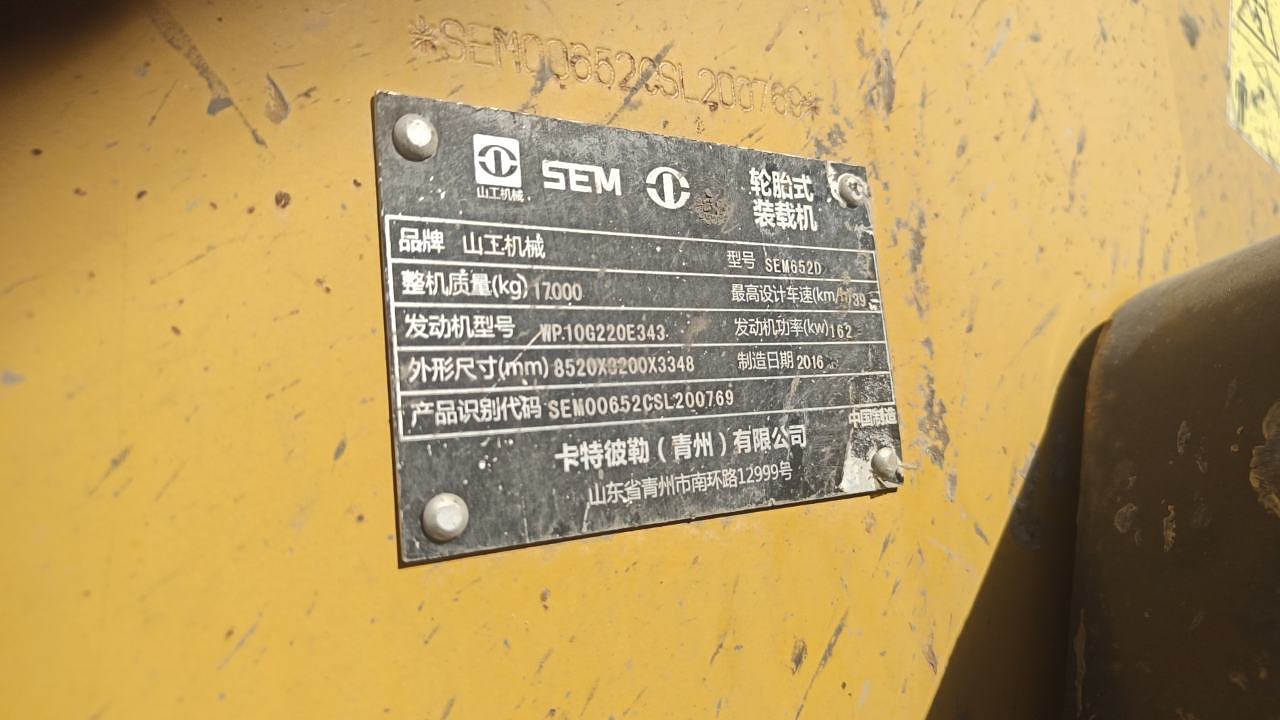 *SEM00652CSL200769*
山工机械
SEM
轮胎式
装载机
品牌 山工机械 型号 SEM652D
整机质量(kg) 17000 最高设计车速(km/h) 39
发动机型号 WP.10G220E343 发动机功率(kw) 162
外形尺寸(mm) 8520X3200X3348 制造日期 2016
产品识别代码 SEM00652CSL200769
中国制造
卡特彼勒(青州)有限公司
山东省青州市南环路12999号